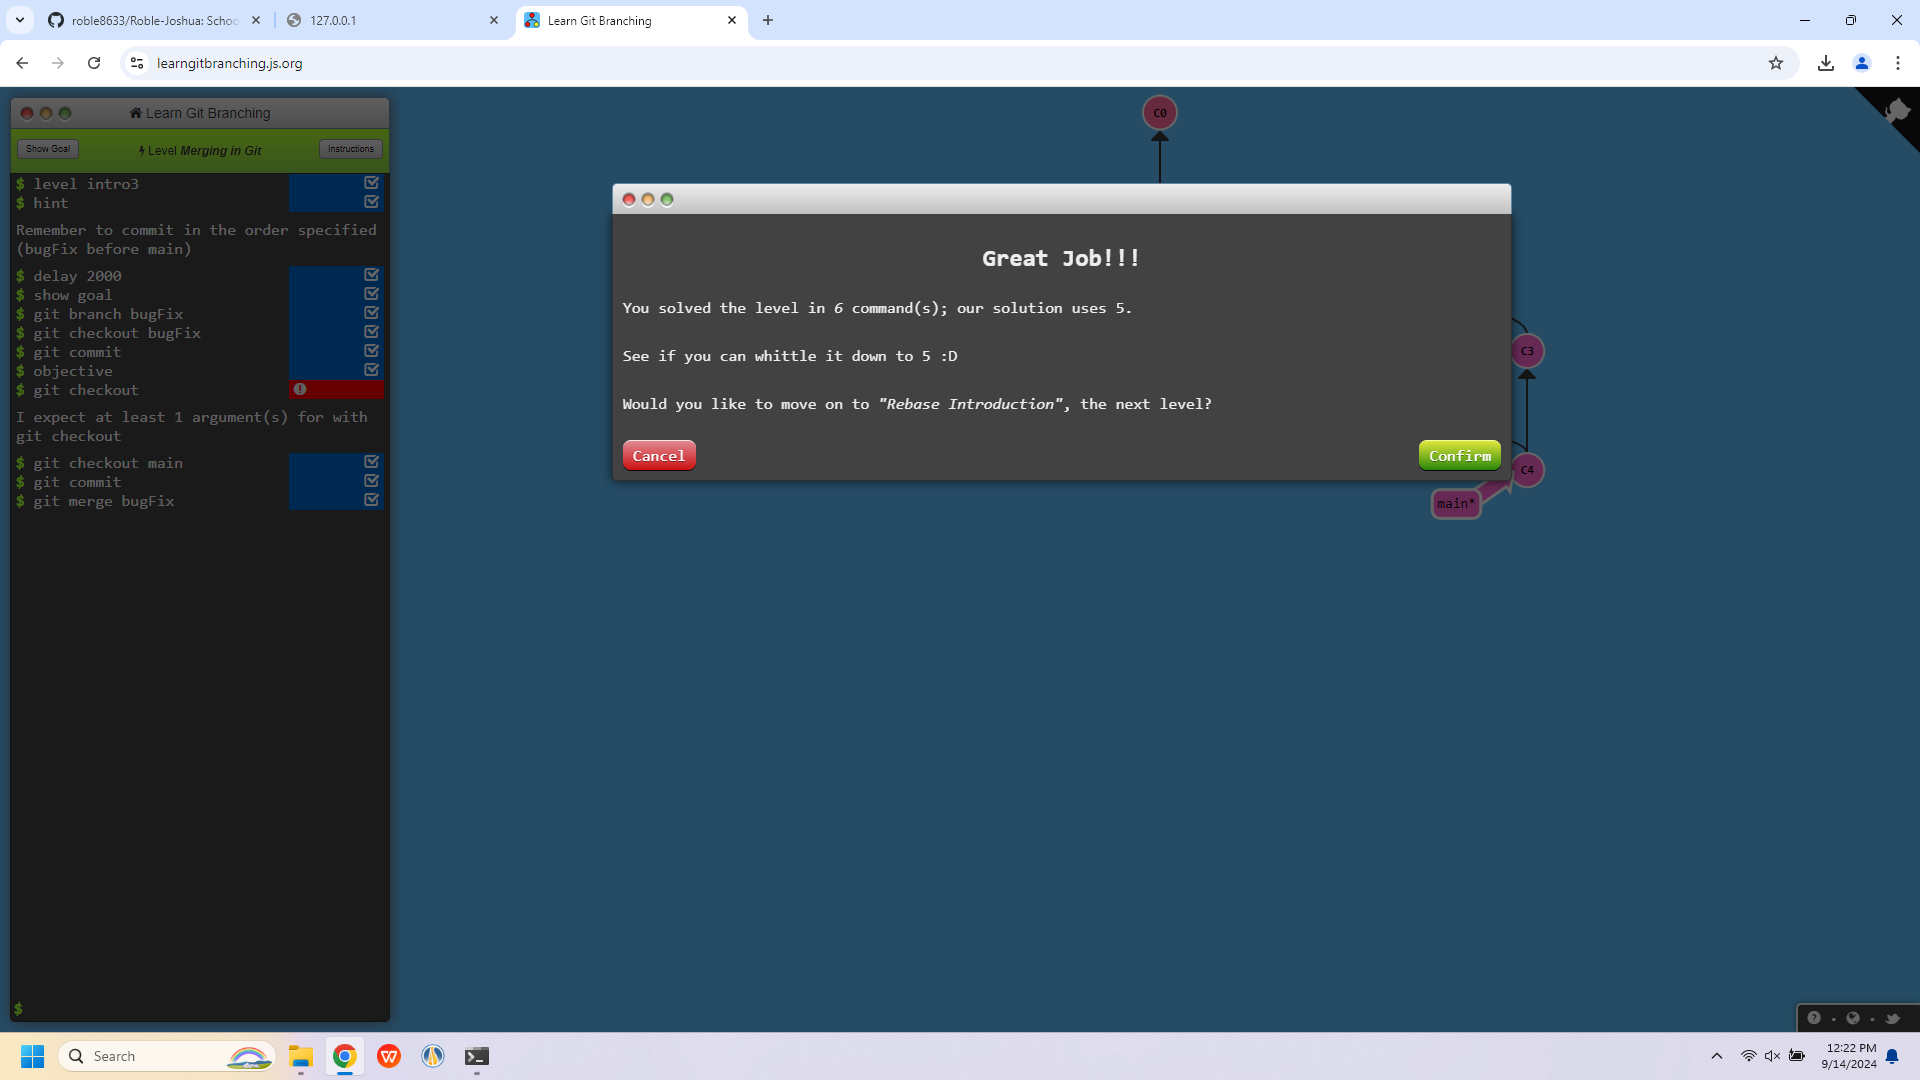 roble8633/Roble-Joshua: Schoo
127.0.0.1
Learn Git Branching
learngitbranching.js.org
Learn Git Branching
Show Goal
Level Merging in Git
Instructions
$ level intro3
$ hint
Remember to commit in the order specified
(bugFix before main)
$ delay 2000
$ show goal
$ git branch bugFix
$ git checkout bugFix
$ git commit
$ objective
$ git checkout
I expect at least 1 argument(s) for with
git checkout
$ git checkout main
$ git commit
$ git merge bugFix
$
C0
Great Job!!!
You solved the level in 6 command(s); our solution uses 5.
See if you can whittle it down to 5 :D
Would you like to move on to "Rebase Introduction", the next level?
Cancel
Confirm
C3
C4
main*
Search
12:22 PM
9/14/2024